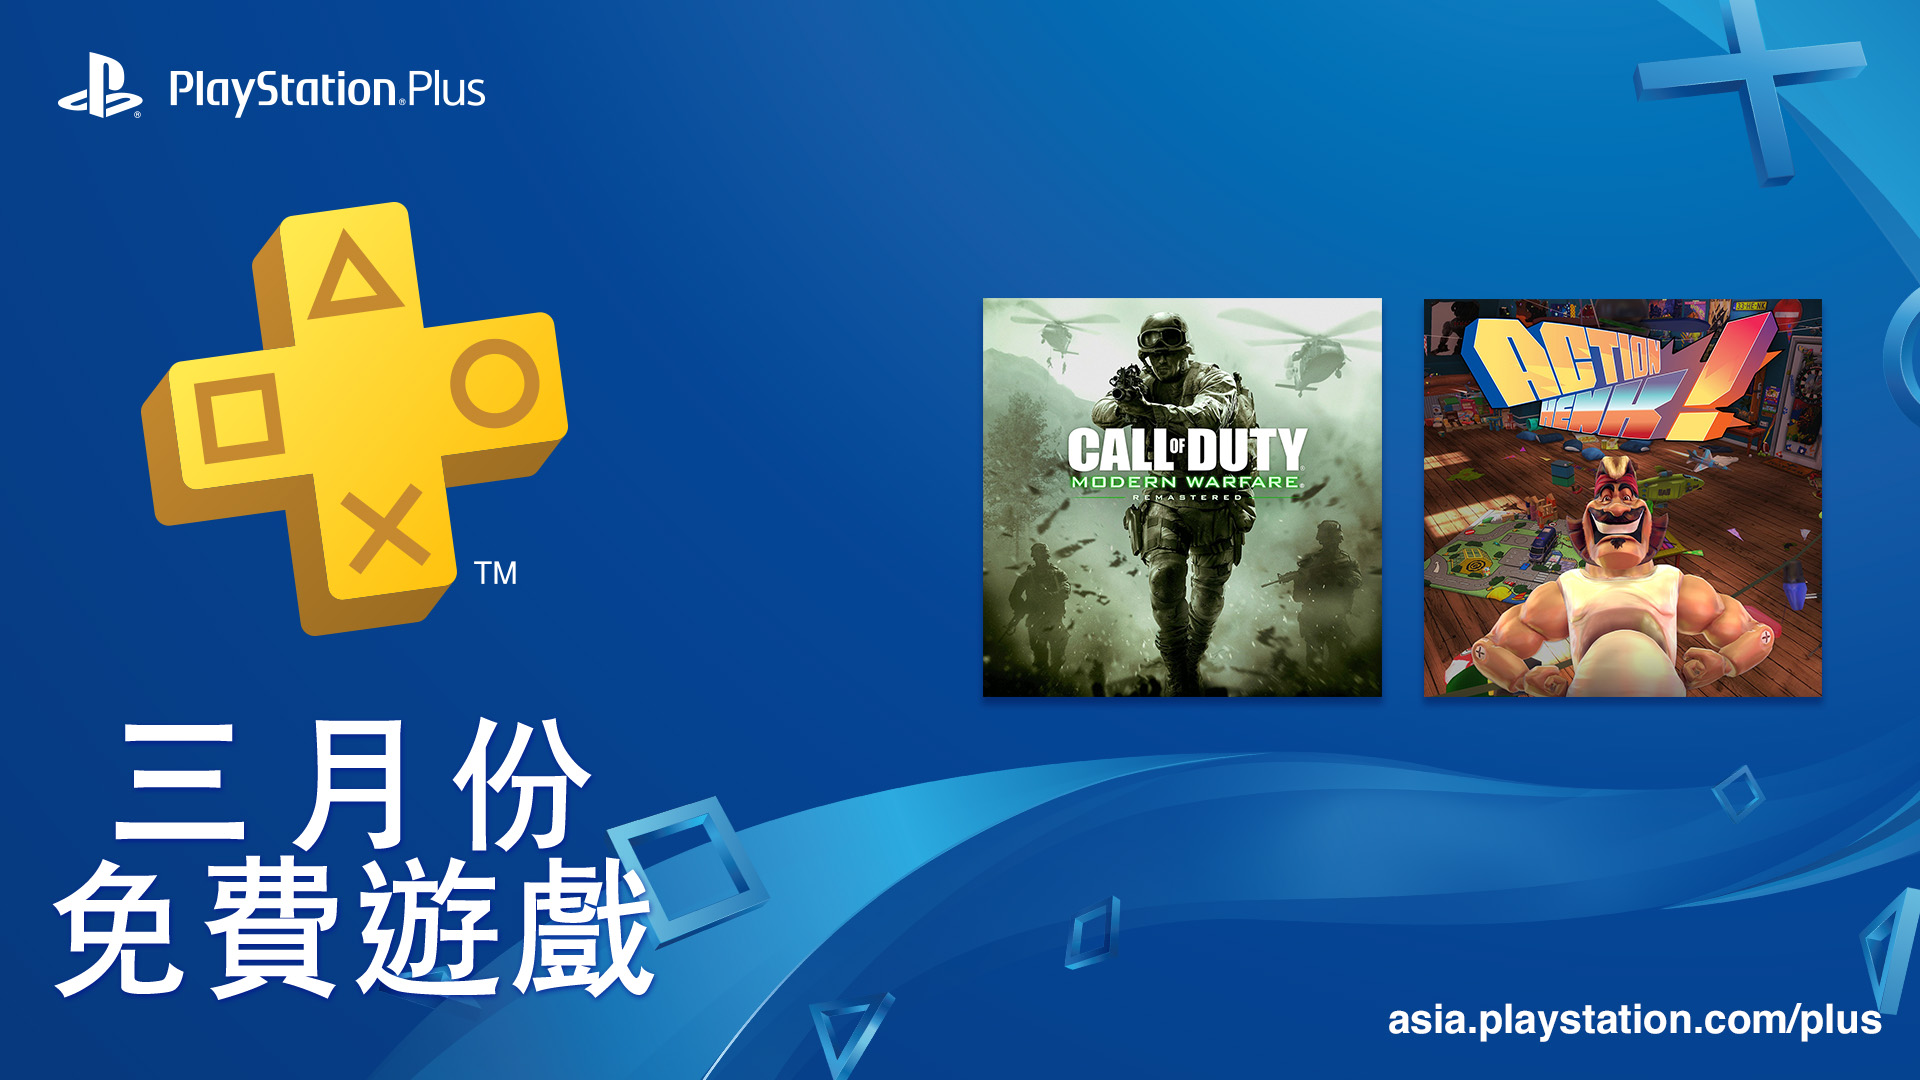 PlayStation®Plus
TM
三月份
免費遊戲
CALL OF DUTY®
MODERN WARFARE®
REMASTERED
ACTION
HENK!
asia.playstation.com/plus